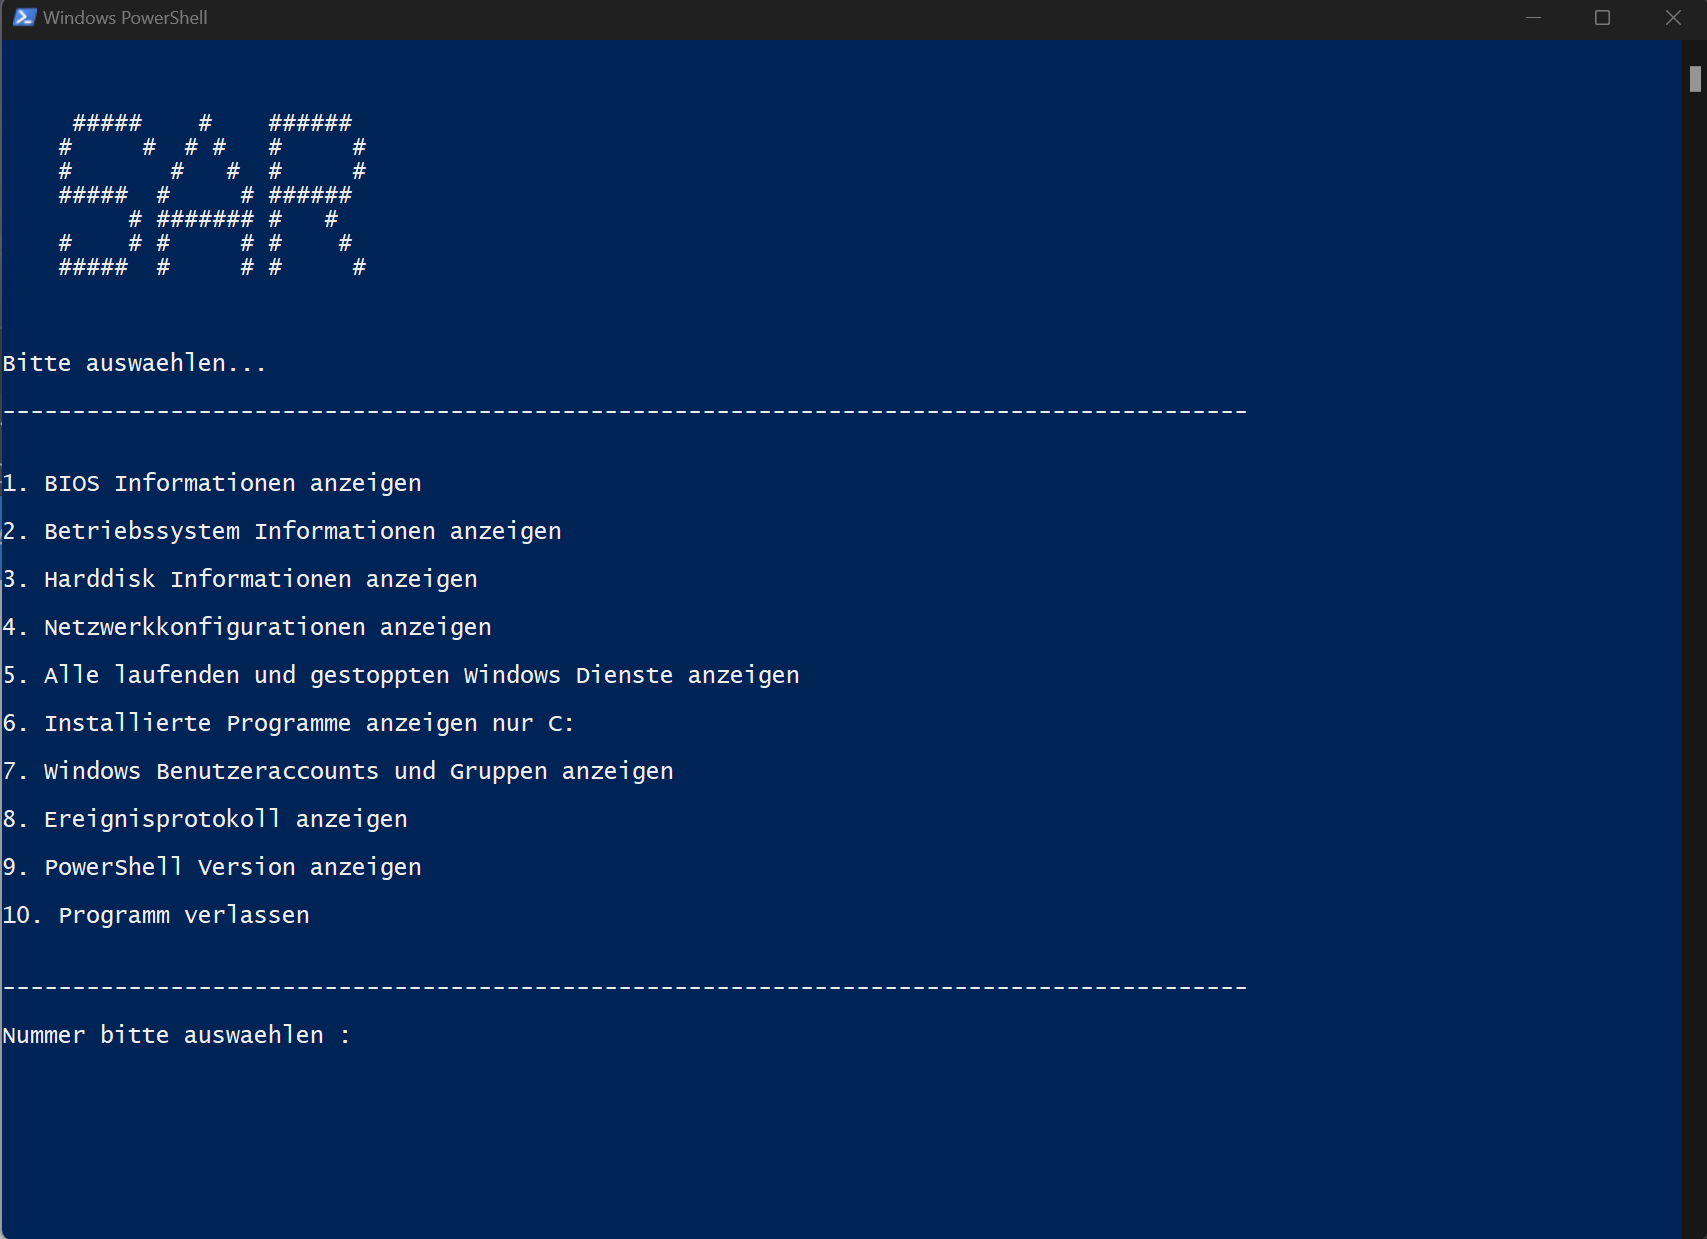 Windows PowerShell
 #####    #    ######
#     #  # #   #     #
#       #   #  #     #
#####  #     # ######
     # ####### #   #
#    # #     # #    #
#####  #     # #     #
Bitte auswaehlen...
-----------------------------------------------------------------------------------------
1. BIOS Informationen anzeigen
2. Betriebssystem Informationen anzeigen
3. Harddisk Informationen anzeigen
4. Netzwerkkonfigurationen anzeigen
5. Alle laufenden und gestoppten Windows Dienste anzeigen
6. Installierte Programme anzeigen nur C:
7. Windows Benutzeraccounts und Gruppen anzeigen
8. Ereignisprotokoll anzeigen
9. PowerShell Version anzeigen
10. Programm verlassen
-----------------------------------------------------------------------------------------
Nummer bitte auswaehlen :